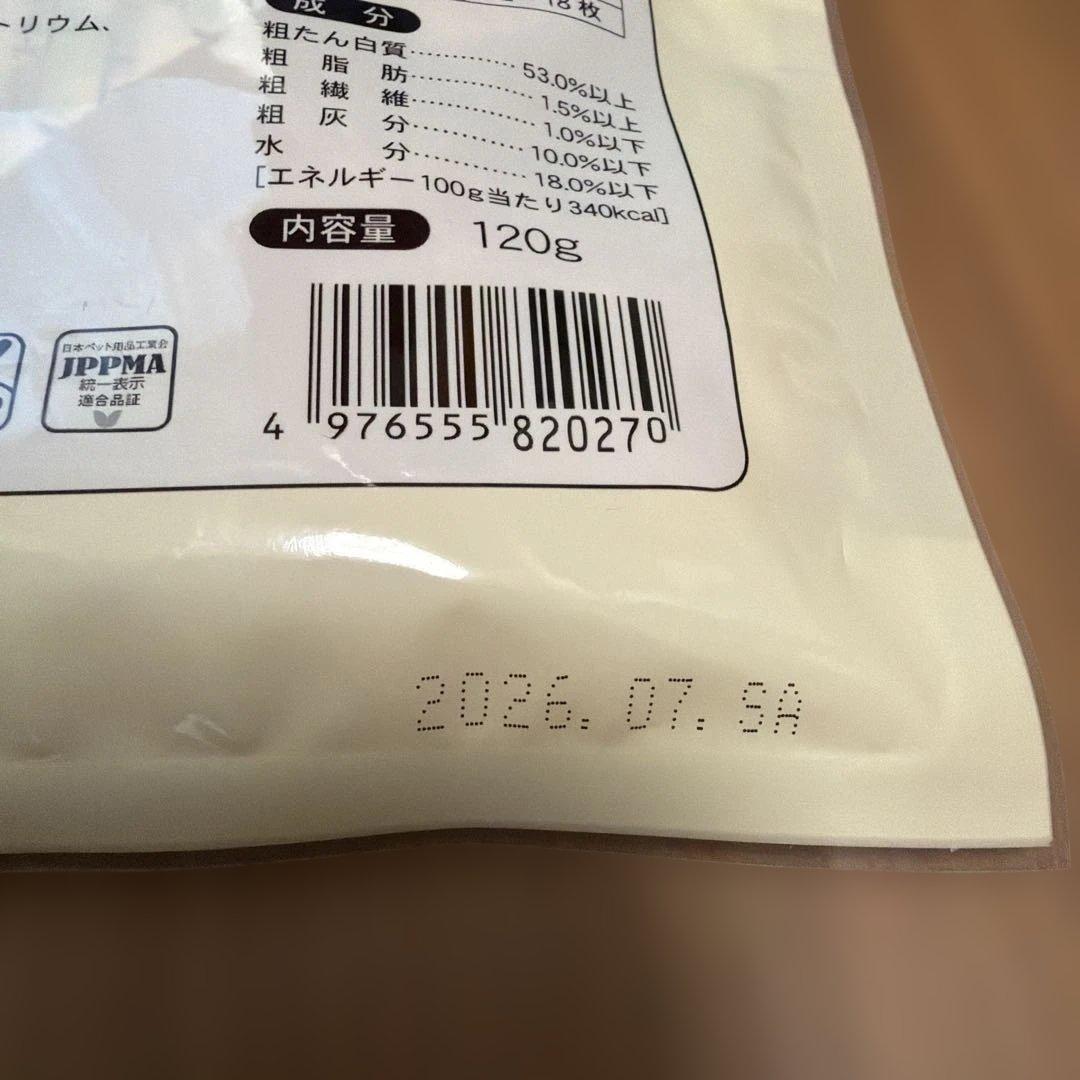 トリウム、
18枚
成分
粗たん白質…………53.0%以上
粗脂肪…………1.5%以上
粗繊維…………1.0%以下
粗灰分…………10.0%以下
水分…………18.0%以下
[エネルギー100g当たり340kcal]
内容量 120g
日本ペット用品工業会
JPPMA
統一表示
適合品証
4 976555 820270
2026.07.SA